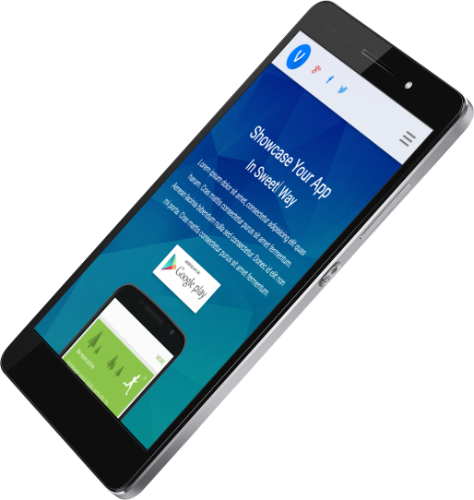 V
Showcase Your App
In Sweet! Way
Lorem ipsum dolor sit amet, consectetur adipiscing elit quis
harum. Cras mattis consectetur purus sit amet fermentum.
Aenean lacinia bibendum nulla sed consectetur. Donec id elit non
mi porta. Cras mattis consectetur purus sit amet fermentum.
Google play